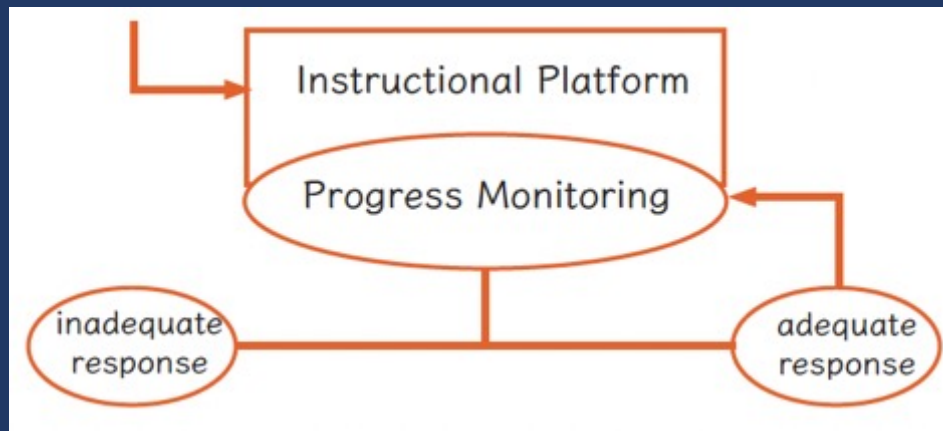 Instructional Platform
Progress Monitoring
inadequate
response
adequate
response